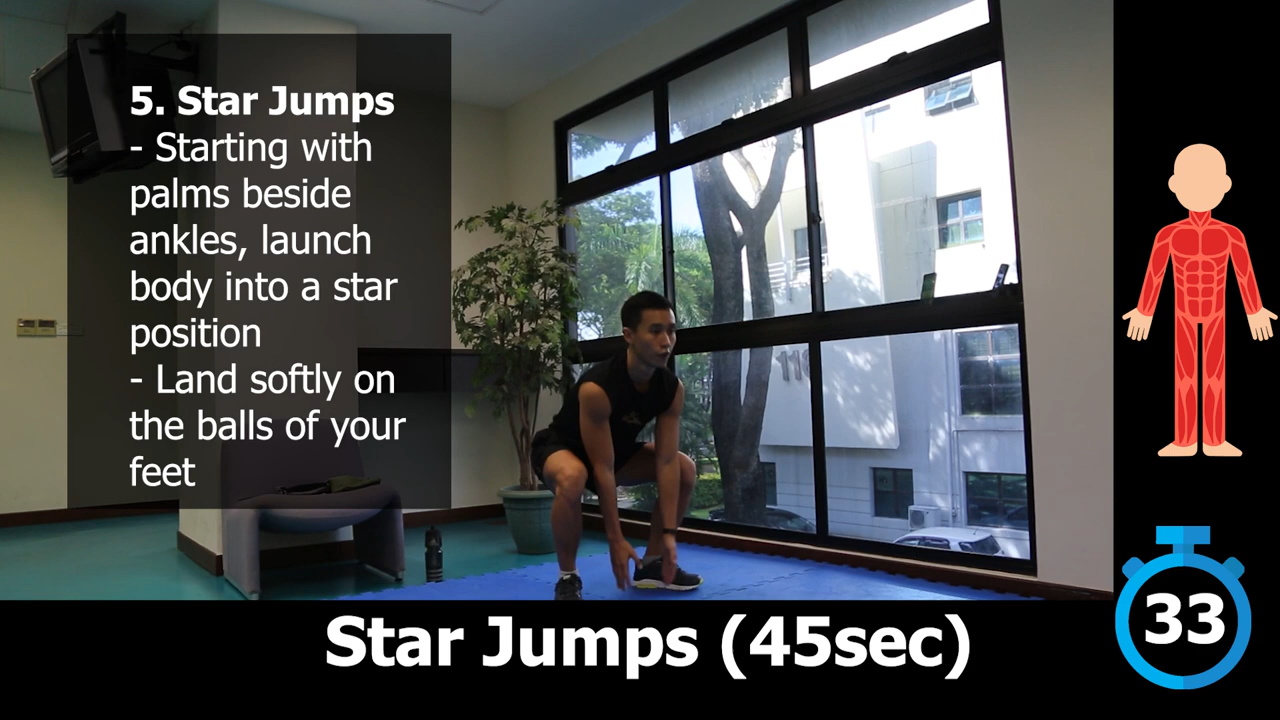 5. Star Jumps
- Starting with
palms beside
ankles, launch
body into a star
position
- Land softly on
the balls of your
feet
Star Jumps (45sec)
33